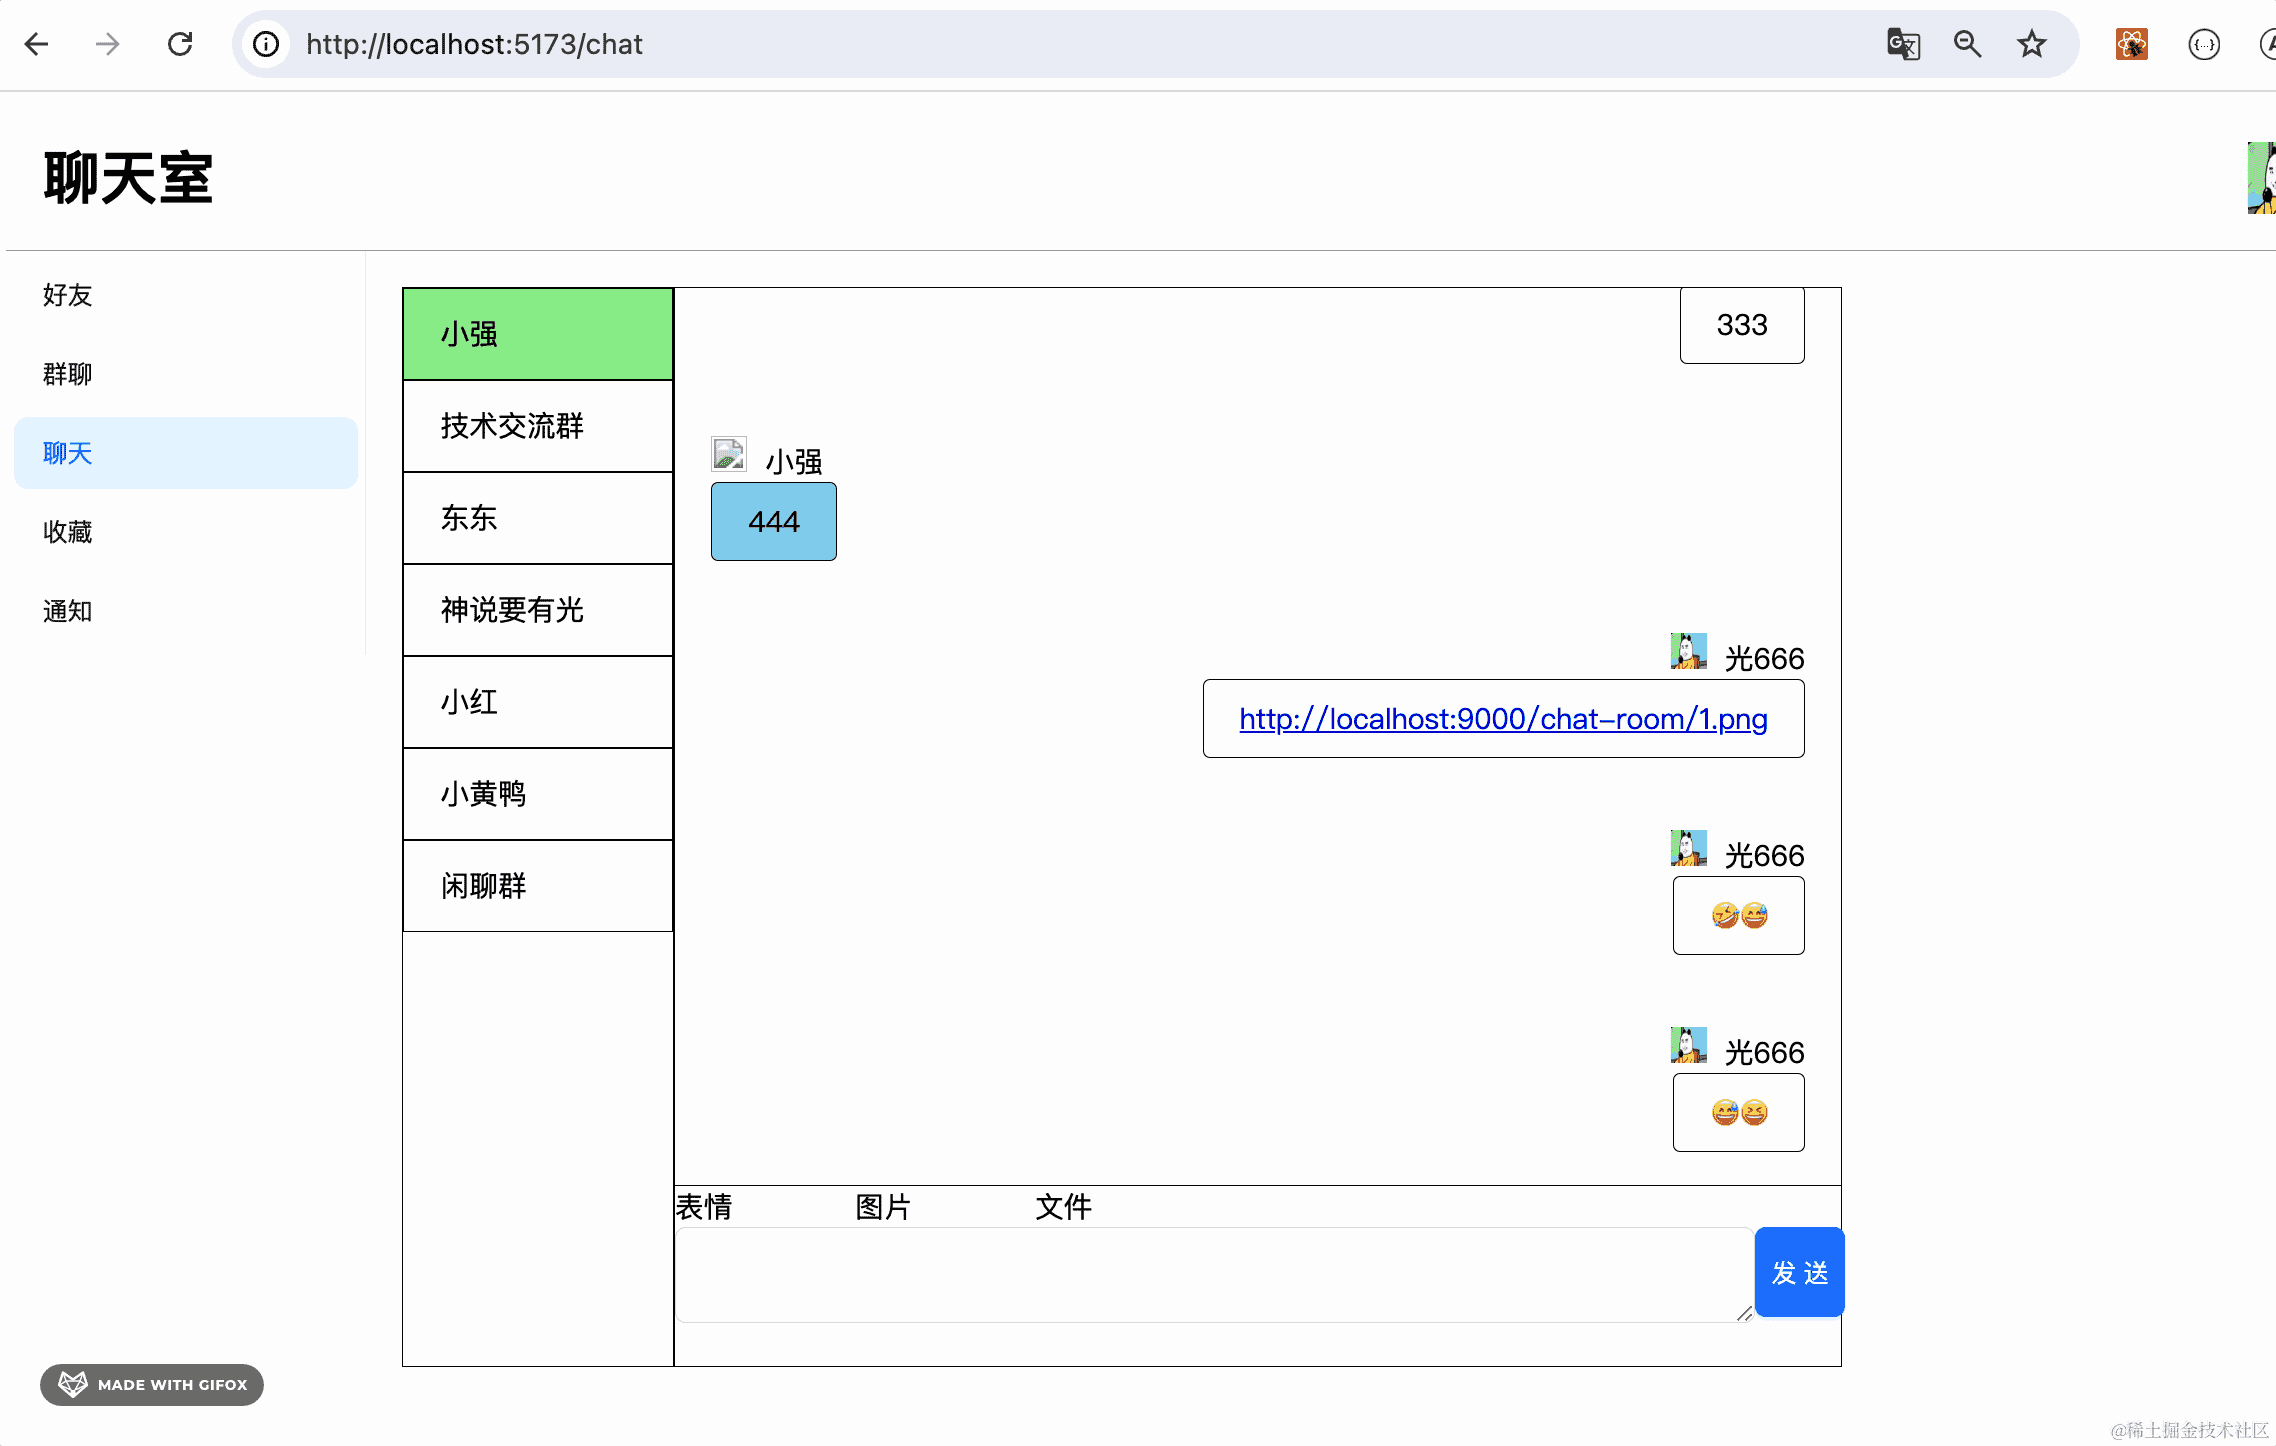 http://localhost:5173/chat
聊天室
好友
群聊
聊天
收藏
通知
小强
技术交流群
东东
神说要有光
小红
小黄鸭
闲聊群
333
小强
444
光666
http://localhost:9000/chat-room/1.png
光666
🤣😅
光666
😅😆
表情 图片 文件
发 送
MADE WITH GIFOX
@稀土掘金技术社区